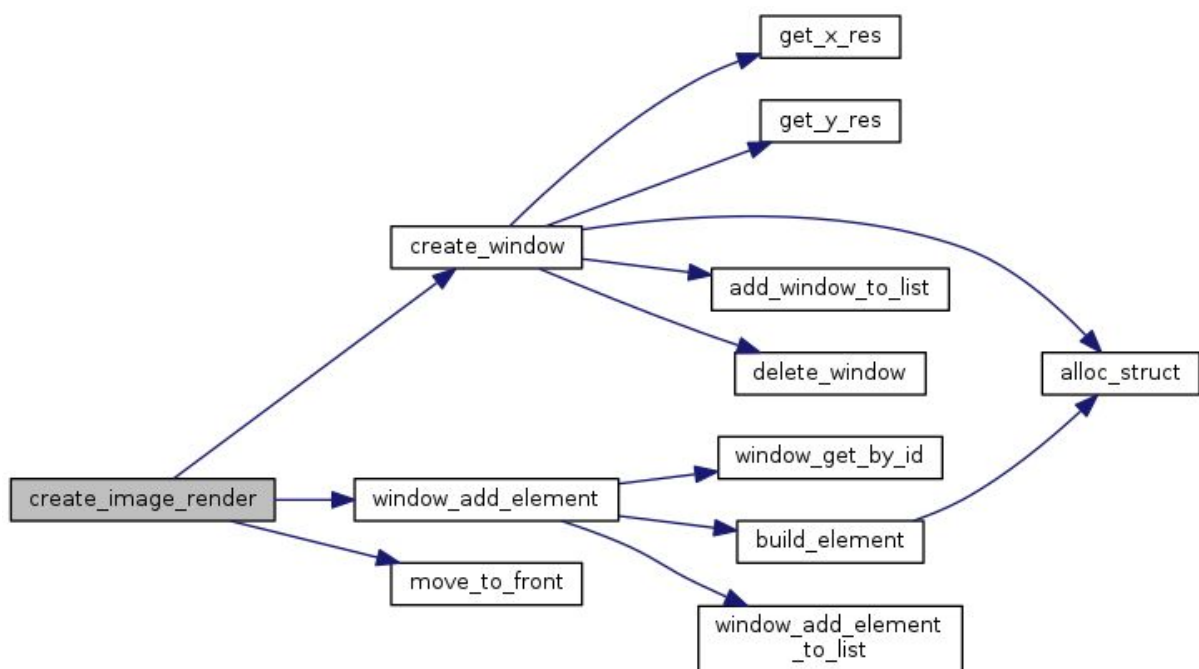 get_x_res
get_y_res
create_window
add_window_to_list
delete_window
alloc_struct
window_get_by_id
create_image_render
window_add_element
build_element
move_to_front
window_add_element
_to_list